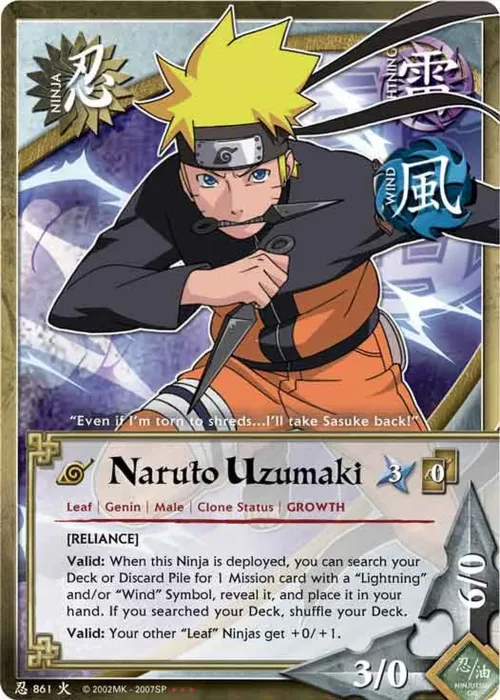 忍
NINJA
雷
HTNING
風
WIND
"Even if I'm torn to shreds...I'll take Sasuke back!"
Naruto Uzumaki
3
0
Leaf | Genin | Male | Clone Status | GROWTH
[RELIANCE]
Valid: When this Ninja is deployed, you can search your
Deck or Discard Pile for 1 Mission card with a "Lightning"
and/or "Wind" Symbol, reveal it, and place it in your
hand. If you searched your Deck, shuffle your Deck.
Valid: Your other "Leaf" Ninjas get +0/+1.
6/0
3/0
忍/油
NINJUTSU
忍 861 火 © 2002MK - 2007SP